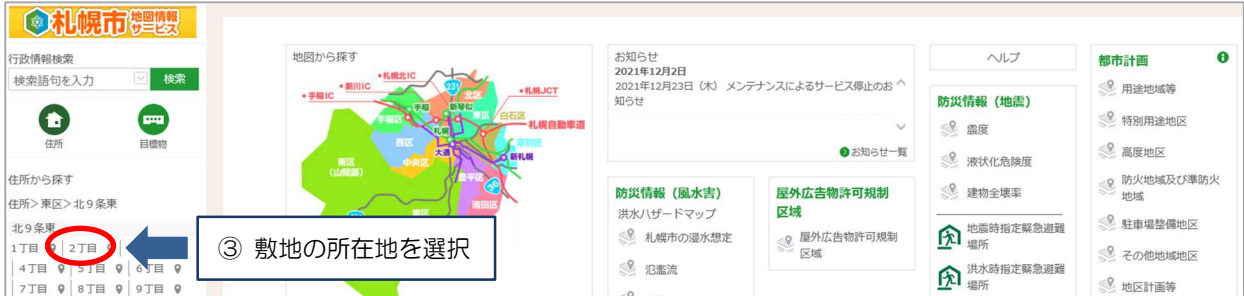 札幌市 地図情報サービス
行政情報検索
検索語句を入力 検索
住所 目標物
住所から探す
住所>東区>北9条東
北9条東
1丁目 2丁目
4丁目 5丁目 6丁目
7丁目 8丁目 9丁目
③ 敷地の所在地を選択
地図から探す
札幌北IC
新川IC
手稲IC
231
札幌JCT
北区
手稲
新琴似
手稲区
東区
白石区
札幌自動車道
札幌
西区
厚別区
大通
新札幌
中央区
南区
(山間部)
豊平区
36
清田区
南区
お知らせ
2021年12月2日
2021年12月23日（木） メンテナンスによるサービス停止のお
知らせ
お知らせ一覧
防災情報（風水害）
洪水ハザードマップ
札幌市の浸水想定
氾濫流
屋外広告物許可規制
区域
屋外広告物許可規制
区域
ヘルプ
防災情報（地震）
震度
液状化危険度
建物全壊率
地震時指定緊急避難
場所
洪水時指定緊急避難
場所
都市計画
用途地域等
特別用途地区
高度地区
防火地域及び準防火
地域
駐車場整備地区
その他地域地区
地区計画等